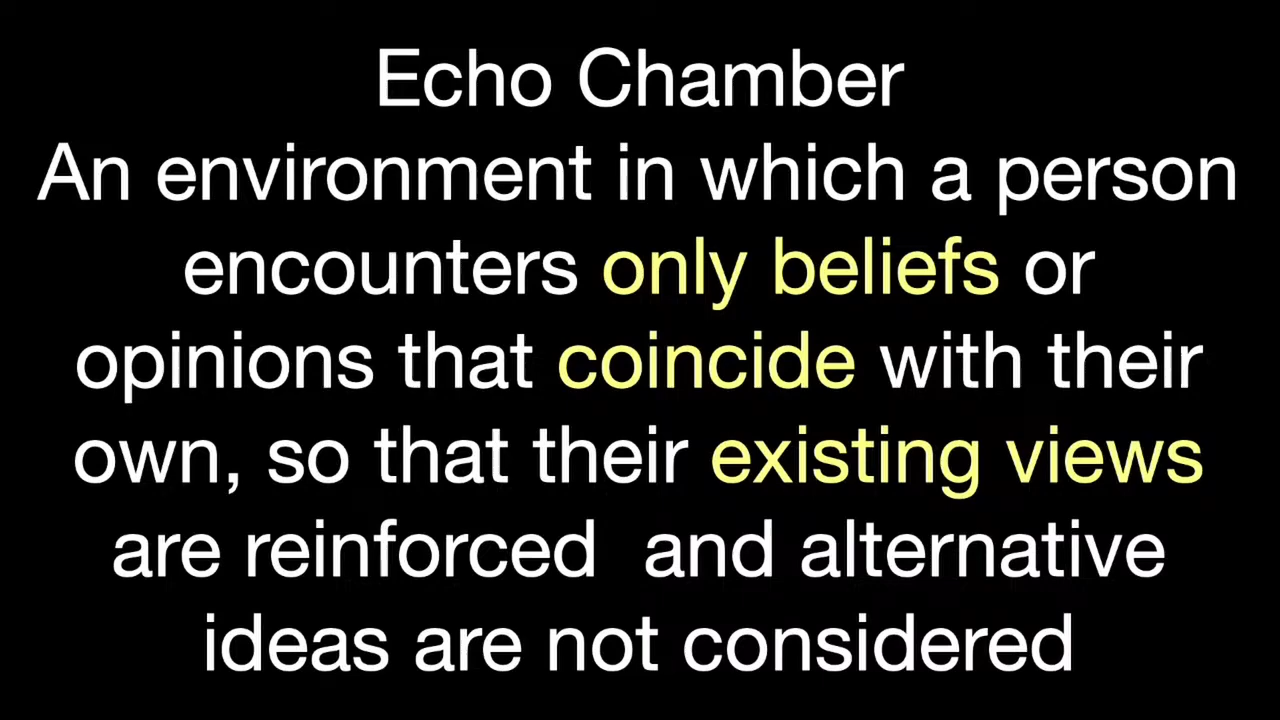 Echo Chamber
An environment in which a person
encounters only beliefs or
opinions that coincide with their
own, so that their existing views
are reinforced  and alternative
ideas are not considered